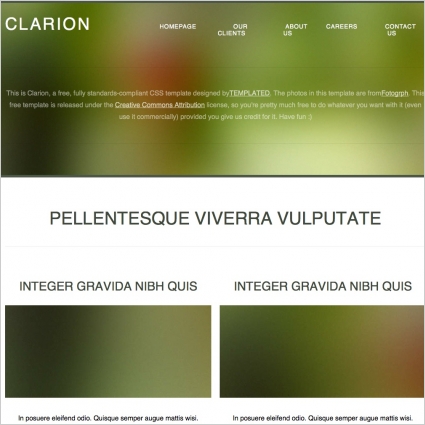 CLARION
HOMEPAGE OUR CLIENTS ABOUT US CAREERS CONTACT US
This is Clarion, a free, fully standards-compliant CSS template designed byTEMPLATED. The photos in this template are fromFotogrph. This
free template is released under the Creative Commons Attribution license, so you're pretty much free to do whatever you want with it (even
use it commercially) provided you give us credit for it. Have fun :)
PELLENTESQUE VIVERRA VULPUTATE
INTEGER GRAVIDA NIBH QUIS
In posuere eleifend odio. Quisque semper augue mattis wisi.
INTEGER GRAVIDA NIBH QUIS
In posuere eleifend odio. Quisque semper augue mattis wisi.